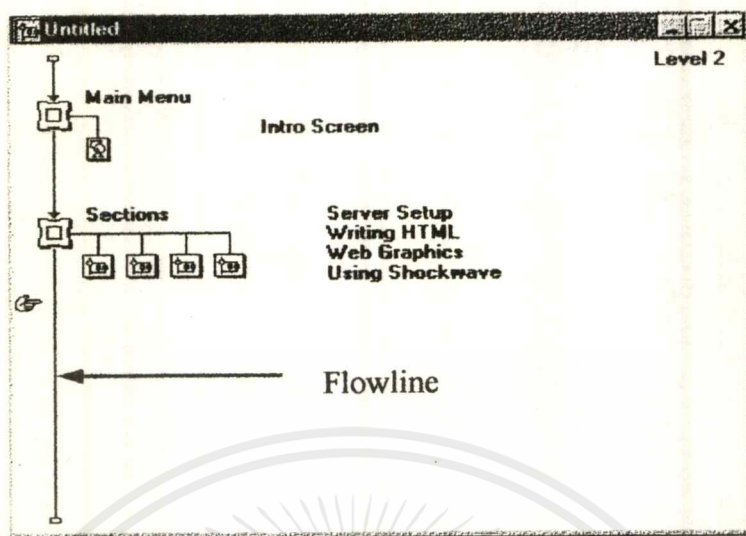 Untitled
Level 2
Main Menu
Intro Screen
Sections
Server Setup
Writing HTML
Web Graphics
Using Shockwave
Flowline